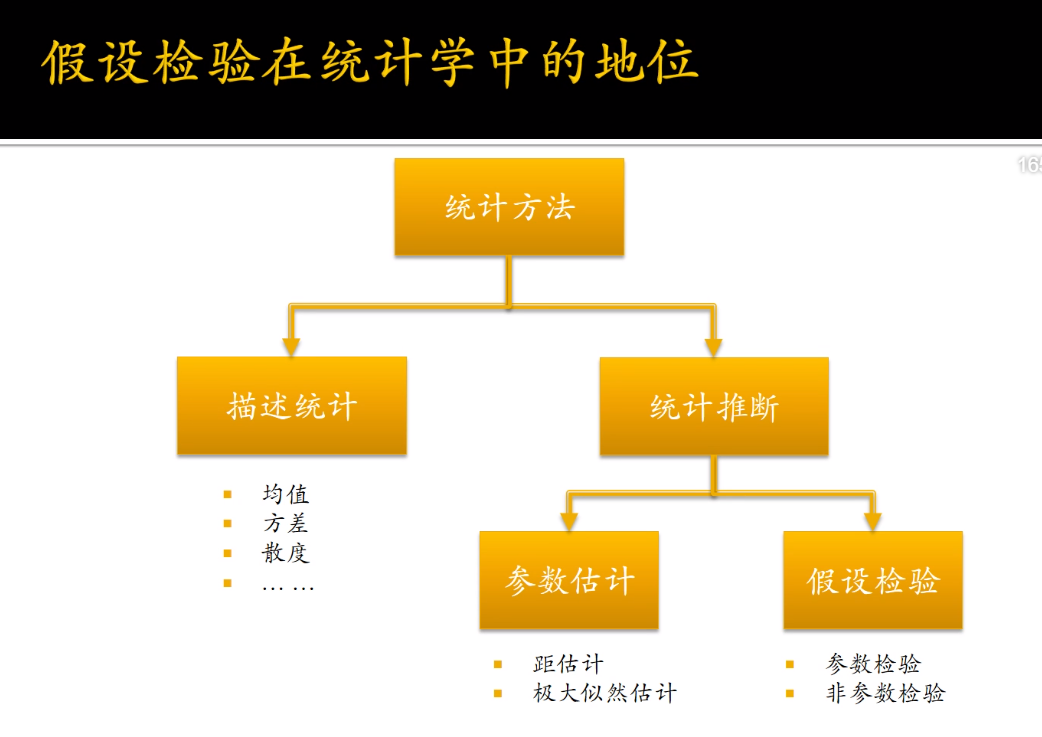 假设检验在统计学中的地位
统计方法
描述统计
统计推断
均值
方差
散度
… …
参数估计
假设检验
距估计
极大似然估计
参数检验
非参数检验